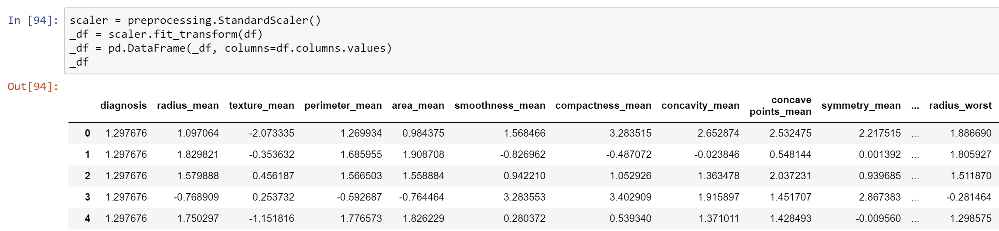 In [94]: scaler = preprocessing.StandardScaler()
_df = scaler.fit_transform(df)
_df = pd.DataFrame(_df, columns=df.columns.values)
_df
Out[94]:
diagnosis radius_mean texture_mean perimeter_mean area_mean smoothness_mean compactness_mean concavity_mean concave points_mean symmetry_mean ... radius_worst
0 1.297676 1.097064 -2.073335 1.269934 0.984375 1.568466 3.283515 2.652874 2.532475 2.217515 ... 1.886690
1 1.297676 1.829821 -0.353632 1.685955 1.908708 -0.826962 -0.487072 -0.023846 0.548144 0.001392 ... 1.805927
2 1.297676 1.579888 0.456187 1.566503 1.558884 0.942210 1.052926 1.363478 2.037231 0.939685 ... 1.511870
3 1.297676 -0.768909 0.253732 -0.592687 -0.764464 3.283553 3.402909 1.915897 1.451707 2.867383 ... -0.281464
4 1.297676 1.750297 -1.151816 1.776573 1.826229 0.280372 0.539340 1.371011 1.428493 -0.009560 ... 1.298575